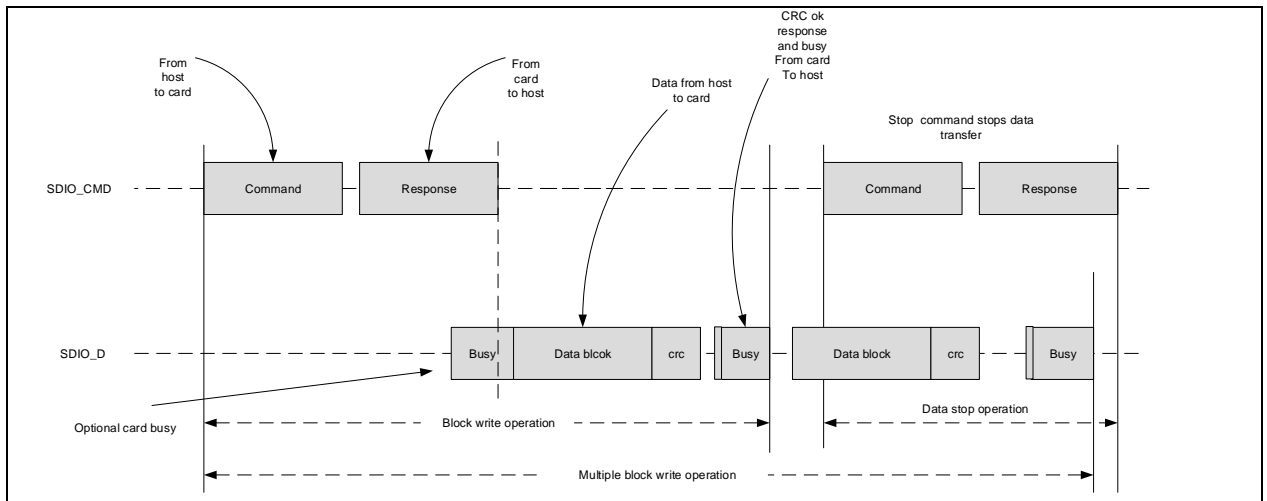 CRC ok
response
and busy
From card
To host
From
host
to card
From
card
to host
Data from host
to card
Stop command stops data
transfer
SDIO_CMD
Command
Response
Command
Response
SDIO_D
Busy
Data blcok
crc
Busy
Data block
crc
Busy
Optional card busy
Block write operation
Data stop operation
Multiple block write operation